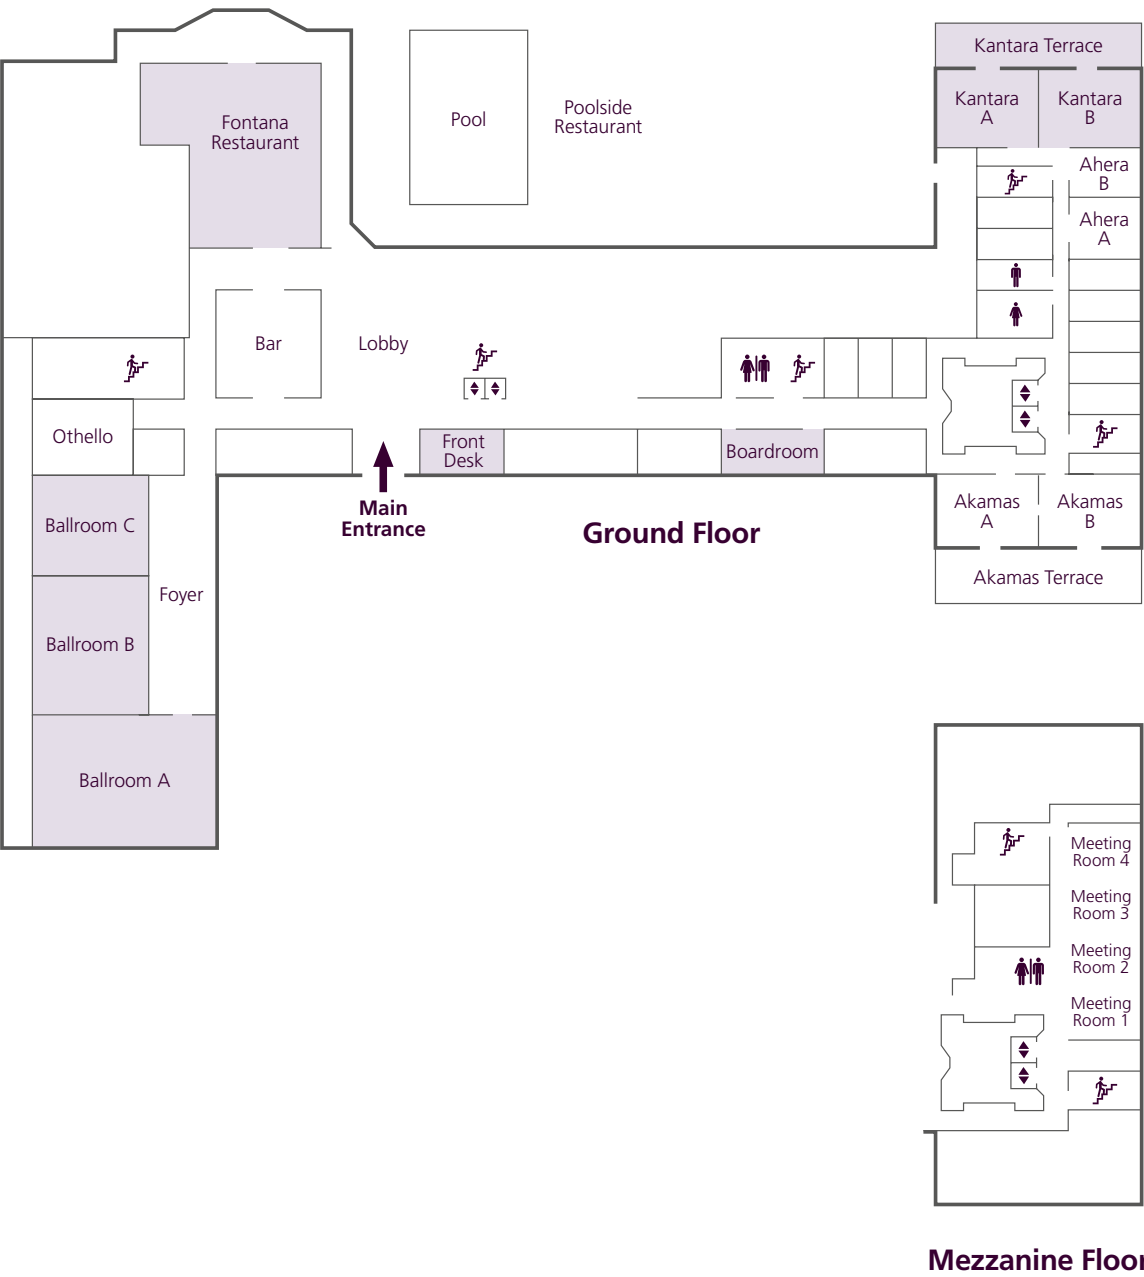 Kantara Terrace
Kantara
A
Kantara
B
Fontana
Restaurant
Pool
Poolside
Restaurant
Ahera
B
Ahera
A
Bar
Lobby
Othello
Front
Desk
Boardroom
Main
Entrance
Ground Floor
Akamas
A
Akamas
B
Akamas Terrace
Ballroom C
Foyer
Ballroom B
Ballroom A
Meeting
Room 4
Meeting
Room 3
Meeting
Room 2
Meeting
Room 1
Mezzanine Floor